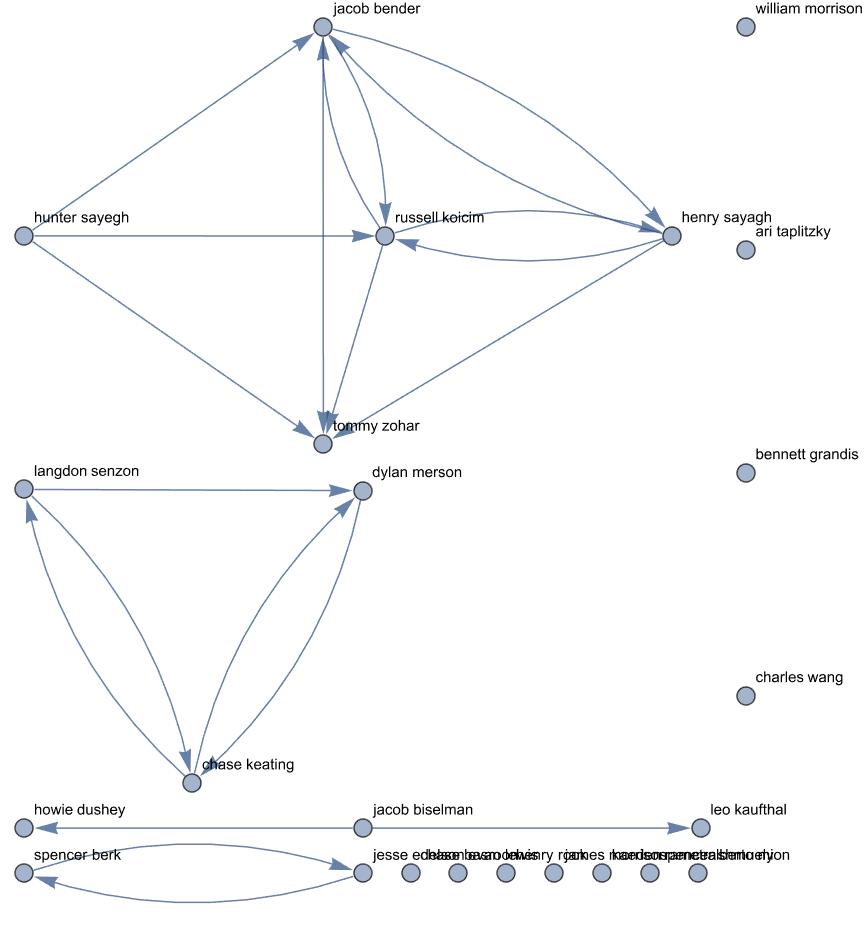 jacob bender
william morrison
hunter sayegh
russell koicim
henry sayagh
ari taplitzky
tommy zohar
bennett grandis
langdon senzon
dylan merson
charles wang
chase keating
howie dushey
jacob biselman
leo kaufthal
spencer berk
jesse